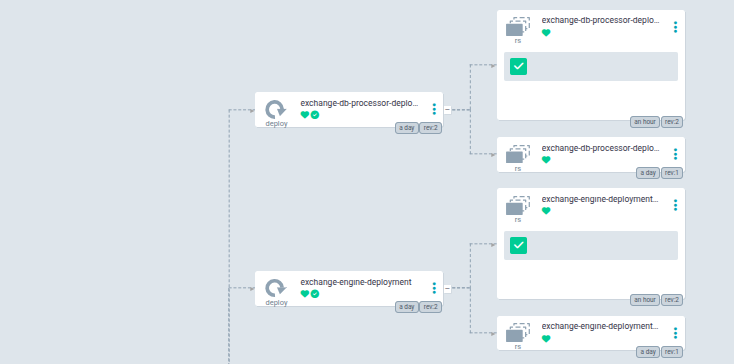 exchange-db-processor-deplo...
rs
an hour
rev:2
exchange-db-processor-deplo...
deploy
a day
rev:2
exchange-db-processor-deplo...
rs
a day
rev:1
exchange-engine-deployment...
rs
an hour
rev:2
exchange-engine-deployment
deploy
a day
rev:2
exchange-engine-deployment...
rs
a day
rev:1